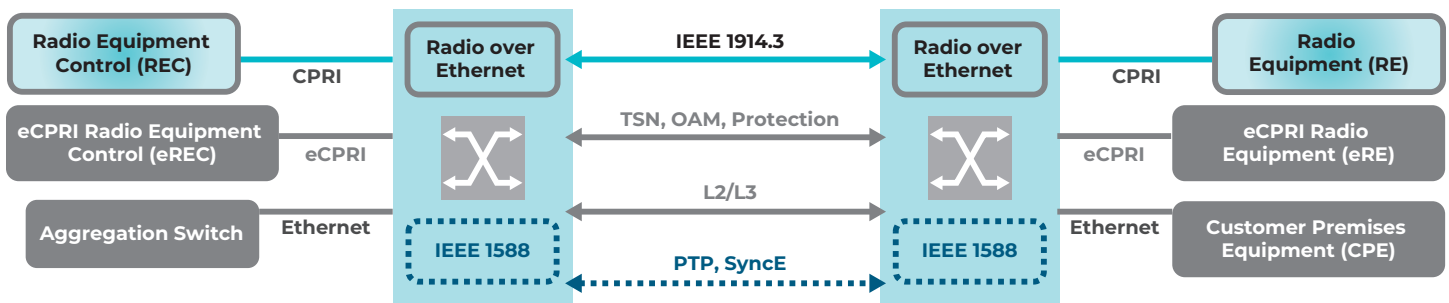 Radio Equipment
Control (REC)
CPRI
Radio over
Ethernet
IEEE 1914.3
Radio over
Ethernet
CPRI
Radio
Equipment (RE)
eCPRI Radio Equipment
Control (eREC)
eCPRI
TSN, OAM, Protection
eCPRI
eCPRI Radio
Equipment (eRE)
Aggregation Switch
Ethernet
L2/L3
Ethernet
Customer Premises
Equipment (CPE)
IEEE 1588
PTP, SyncE
IEEE 1588